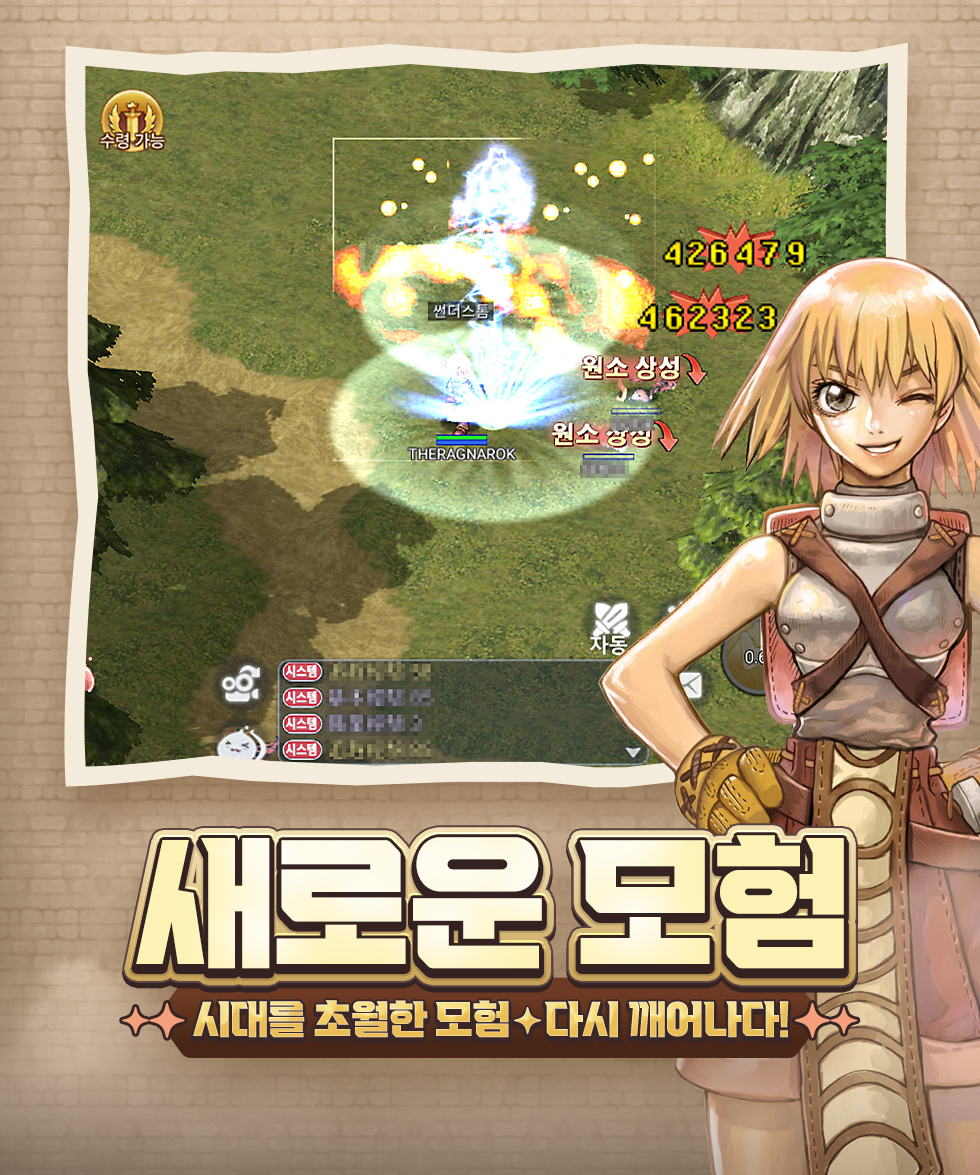 수령 가능
426479
462323
썬더스톰
원소 상성
원소 상성
THERAGNAROK
자동
0.6
시스템
시스템
시스템
시스템
새로운 모험
시대를 초월한 모험 다시 깨어나다!